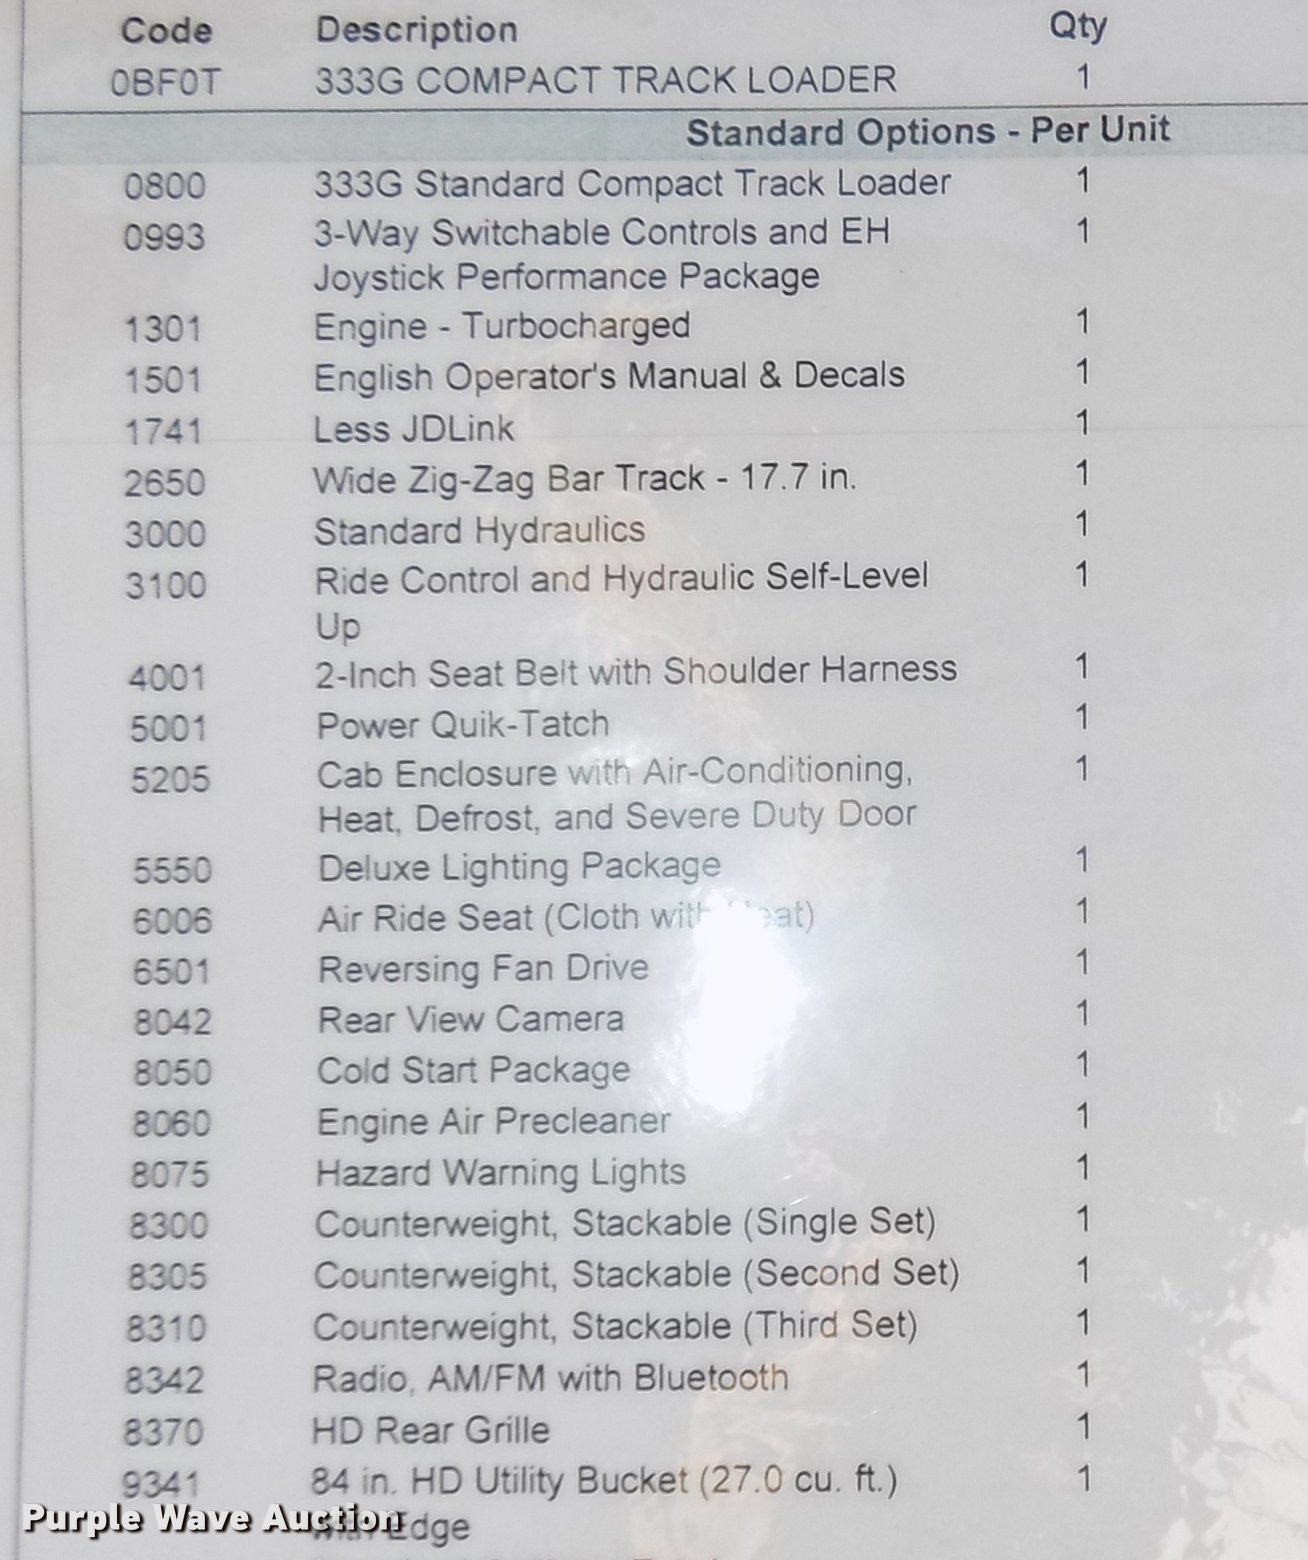 Code Description Qty
0BF0T 333G COMPACT TRACK LOADER 1
Standard Options - Per Unit
0800 333G Standard Compact Track Loader 1
0993 3-Way Switchable Controls and EH 1
Joystick Performance Package
1301 Engine - Turbocharged 1
1501 English Operator's Manual & Decals 1
1741 Less JDLink 1
2650 Wide Zig-Zag Bar Track - 17.7 in. 1
3000 Standard Hydraulics 1
3100 Ride Control and Hydraulic Self-Level 1
Up
4001 2-Inch Seat Belt with Shoulder Harness 1
5001 Power Quik-Tatch 1
5205 Cab Enclosure with Air-Conditioning, 1
Heat, Defrost, and Severe Duty Door
5550 Deluxe Lighting Package 1
6006 Air Ride Seat (Cloth with Heat) 1
6501 Reversing Fan Drive 1
8042 Rear View Camera 1
8050 Cold Start Package 1
8060 Engine Air Precleaner 1
8075 Hazard Warning Lights 1
8300 Counterweight, Stackable (Single Set) 1
8305 Counterweight, Stackable (Second Set) 1
8310 Counterweight, Stackable (Third Set) 1
8342 Radio, AM/FM with Bluetooth 1
8370 HD Rear Grille 1
9341 84 in. HD Utility Bucket (27.0 cu. ft.) 1
with Edge
Purple Wave Auction